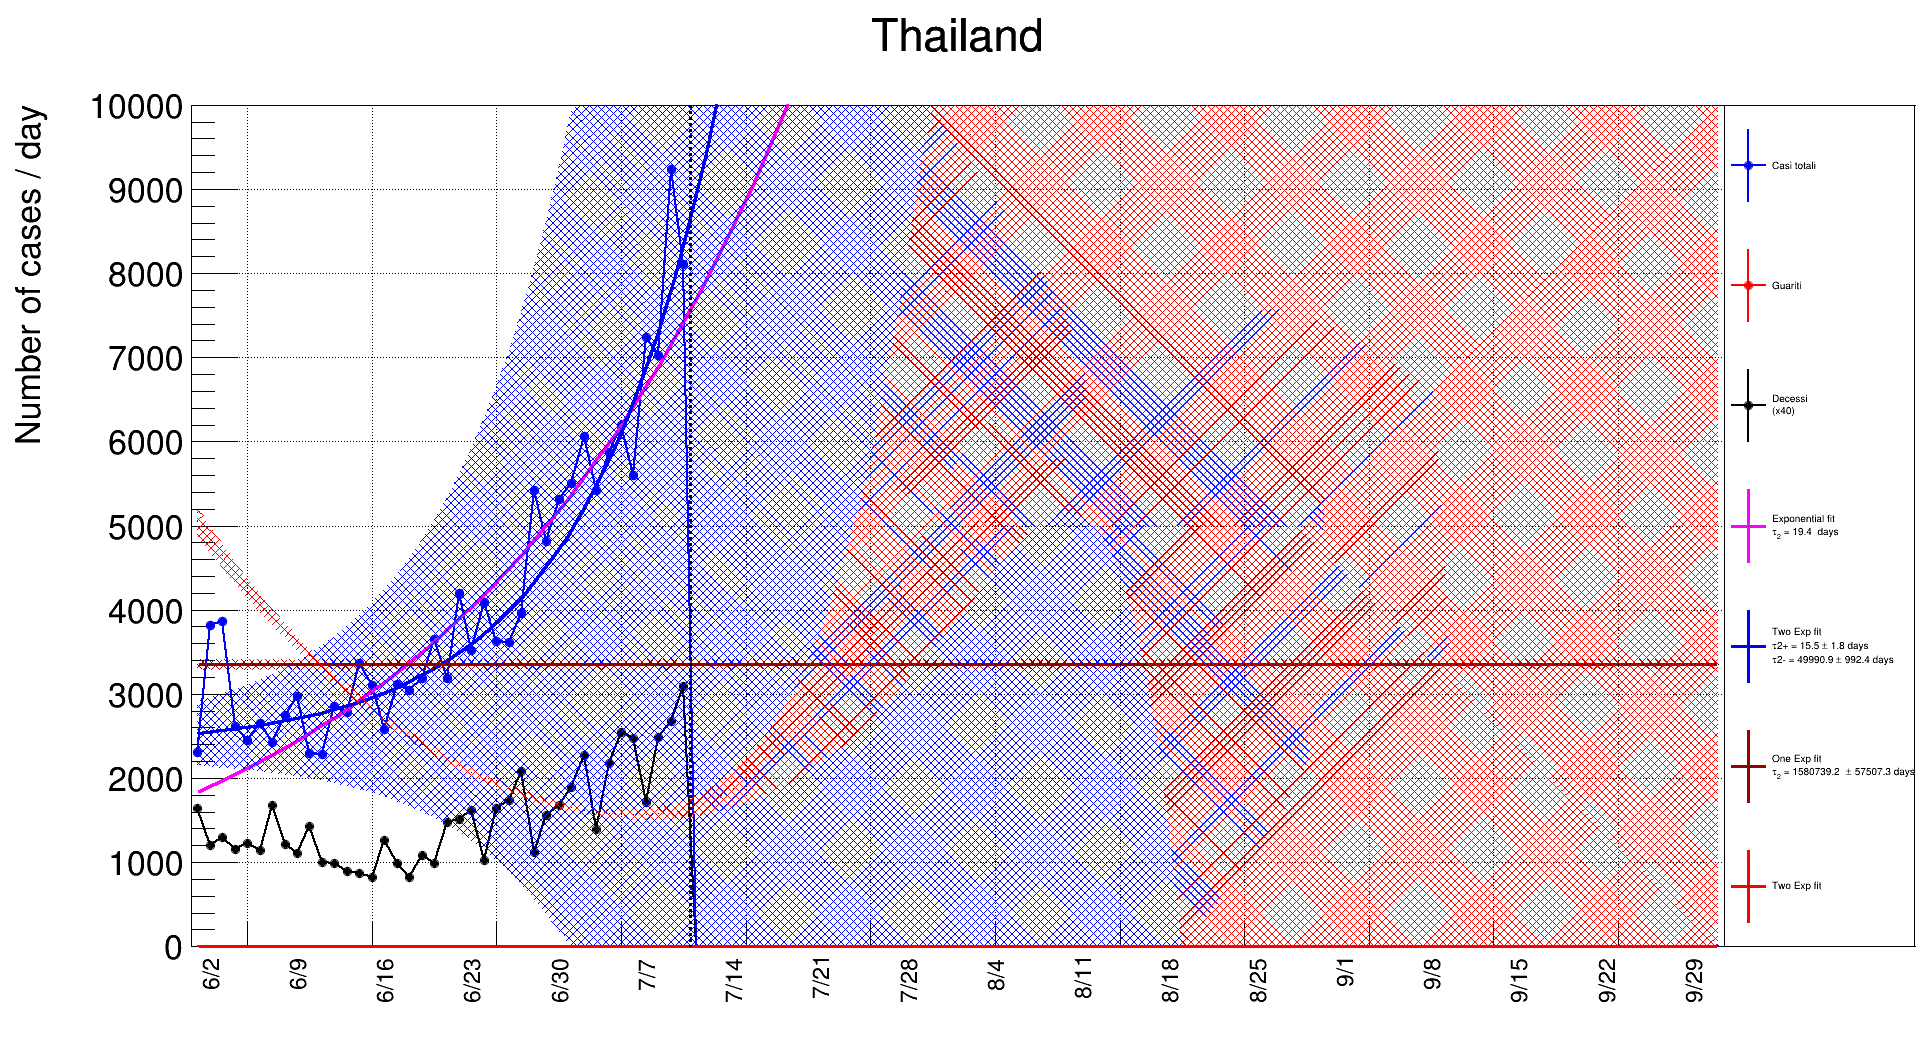 Thailand
Number of cases / day
10000
9000
8000
7000
6000
5000
4000
3000
2000
1000
0
6/2
6/9
6/16
6/23
6/30
7/7
7/14
7/21
7/28
8/4
8/11
8/18
8/25
9/1
9/8
9/15
9/22
9/29
Casi totali
Guariti
Decessi
(x40)
Exponential fit
τ2 = 19.4 days
Two Exp fit
τ2+ = 15.5 ± 1.8 days
τ2- = 49990.9 ± 992.4 days
One Exp fit
τ2 = 1580739.2 ± 57507.3 days
Two Exp fit